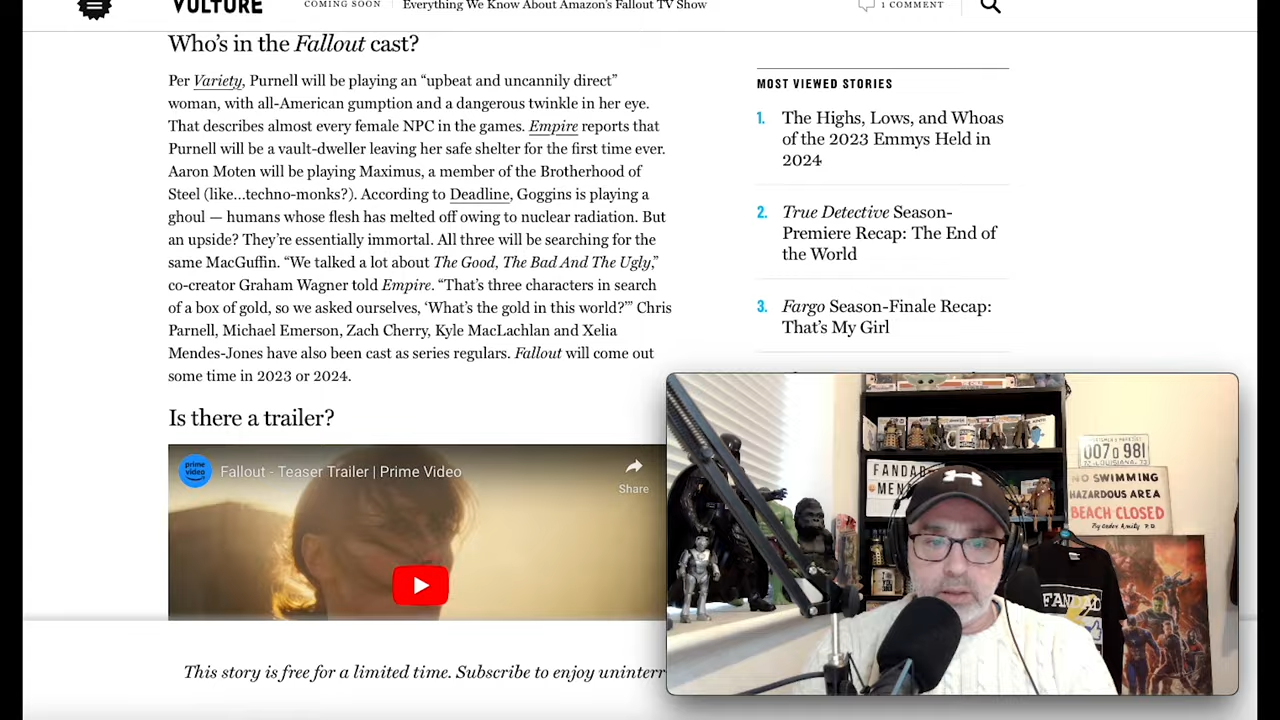 VULTURE
COMING SOON
Everything We Know About Amazon's Fallout TV Show
1 COMMENT
Who's in the Fallout cast?
Per Variety, Purnell will be playing an “upbeat and uncannily direct”
woman, with all-American gumption and a dangerous twinkle in her eye.
That describes almost every female NPC in the games. Empire reports that
Purnell will be a vault-dweller leaving her safe shelter for the first time ever.
Aaron Moten will be playing Maximus, a member of the Brotherhood of
Steel (like…techno-monks?). According to Deadline, Goggins is playing a
ghoul — humans whose flesh has melted off owing to nuclear radiation. But
an upside? They're essentially immortal. All three will be searching for the
same MacGuffin. “We talked a lot about The Good, The Bad And The Ugly,”
co-creator Graham Wagner told Empire. “That's three characters in search
of a box of gold, so we asked ourselves, ‘What's the gold in this world?’” Chris
Parnell, Michael Emerson, Zach Cherry, Kyle MacLachlan and Xelia
Mendes-Jones have also been cast as series regulars. Fallout will come out
some time in 2023 or 2024.
Is there a trailer?
prime video
Fallout - Teaser Trailer | Prime Video
Share
This story is free for a limited time. Subscribe to enjoy uninterr
MOST VIEWED STORIES
1. The Highs, Lows, and Whoas
of the 2023 Emmys Held in
2024
2. True Detective Season-
Premiere Recap: The End of
the World
3. Fargo Season-Finale Recap:
That's My Girl
007 0 981
LOUISIANA
NO SWIMMING
HAZARDOUS AREA
BEACH CLOSED
FANDAD
MEN
FANDAD